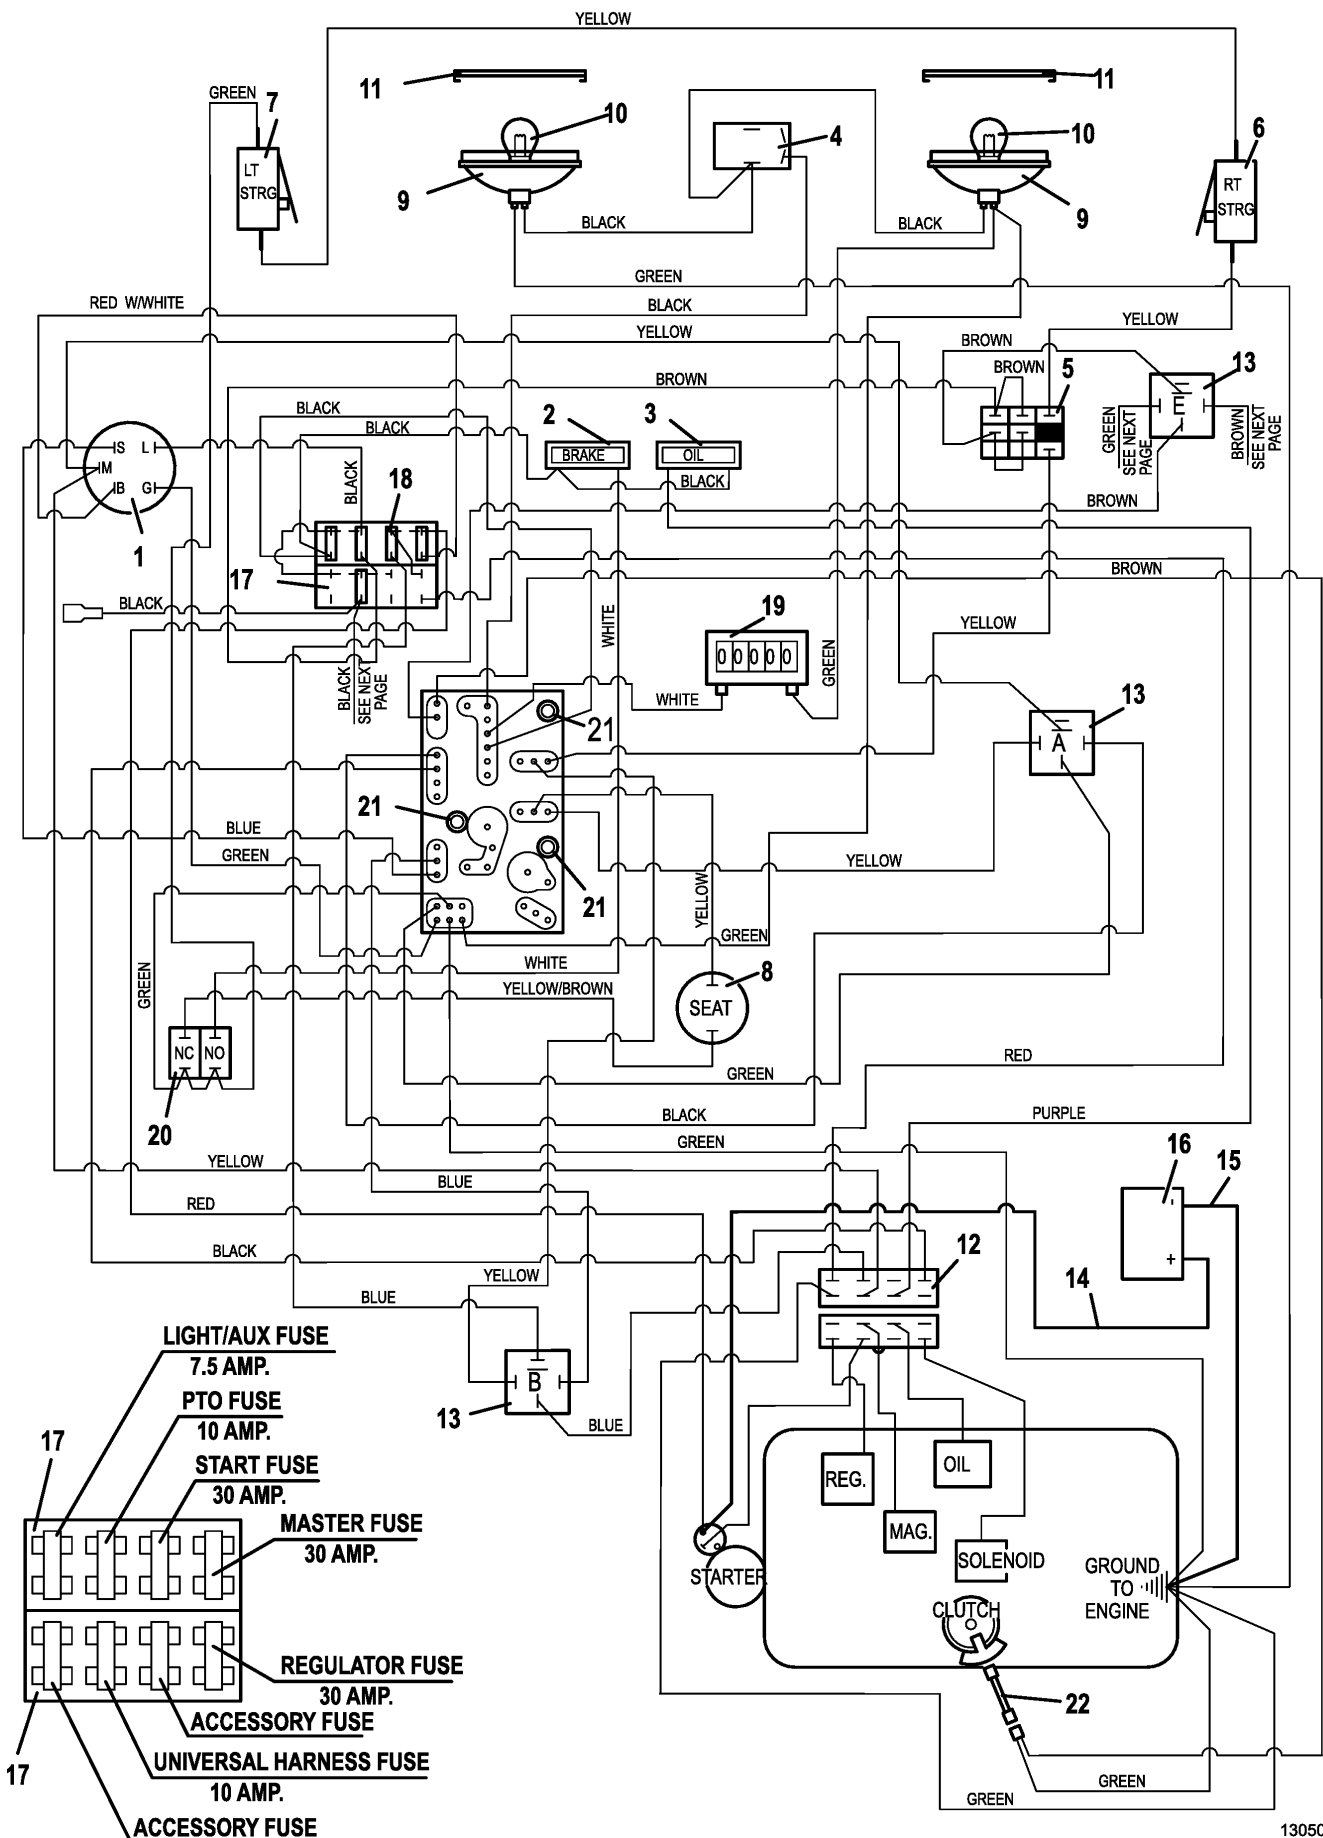 YELLOW
GREEN
7
11
10
4
11
10
6
LT
STRG
RT
STRG
9
9
BLACK
BLACK
GREEN
RED W/WHITE
BLACK
YELLOW
YELLOW
BROWN
BROWN
BROWN
5
13
E
GREEN
SEE NEXT
PAGE
BROWN
SEE NEXT
PAGE
BLACK
BLACK
2
3
BRAKE
OIL
BLACK
S
L
M
B
G
1
BLACK
18
BROWN
17
BROWN
BLACK
WHITE
19
00000
YELLOW
GREEN
BLACK
SEE NEX
PAGE
WHITE
13
A
21
21
BLUE
GREEN
YELLOW
YELLOW
21
GREEN
WHITE
GREEN
YELLOW/BROWN
8
SEAT
NC
NO
20
RED
GREEN
BLACK
PURPLE
GREEN
YELLOW
BLUE
RED
16
15
-
+
BLACK
12
YELLOW
14
BLUE
LIGHT/AUX FUSE
7.5 AMP.
B
13
BLUE
PTO FUSE
10 AMP.
17
START FUSE
30 AMP.
REG.
OIL
MASTER FUSE
30 AMP.
MAG.
SOLENOID
STARTER
GROUND
TO
ENGINE
CLUTCH
REGULATOR FUSE
30 AMP.
22
ACCESSORY FUSE
17
UNIVERSAL HARNESS FUSE
10 AMP.
GREEN
GREEN
ACCESSORY FUSE
13050